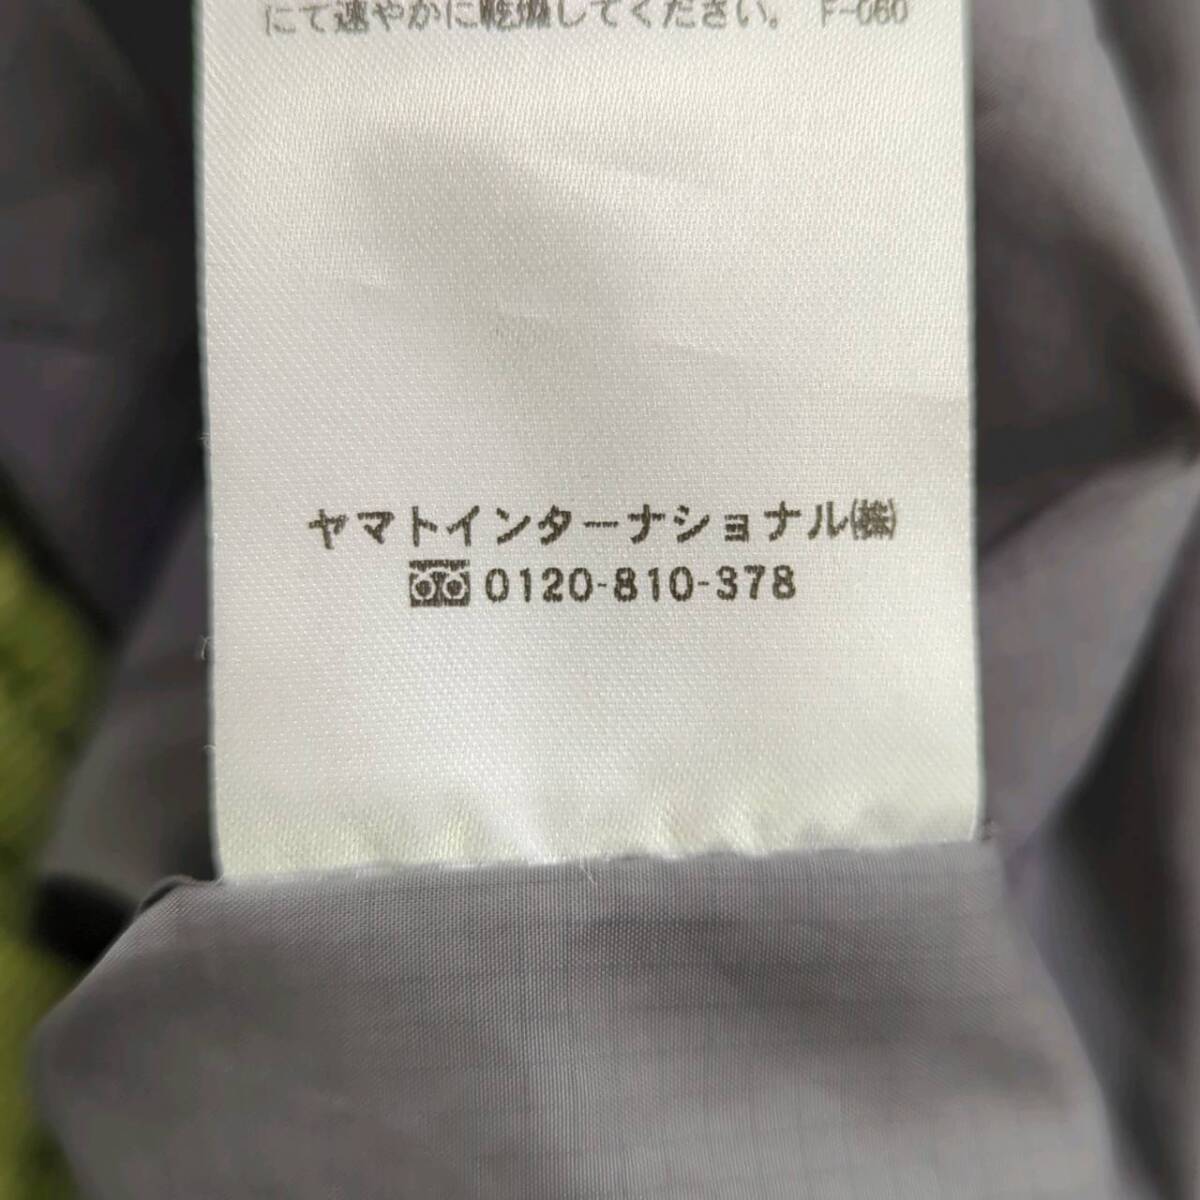 にて速やかに乾燥してください。 F-060
ヤマトインターナショナル㈱
0120-810-378